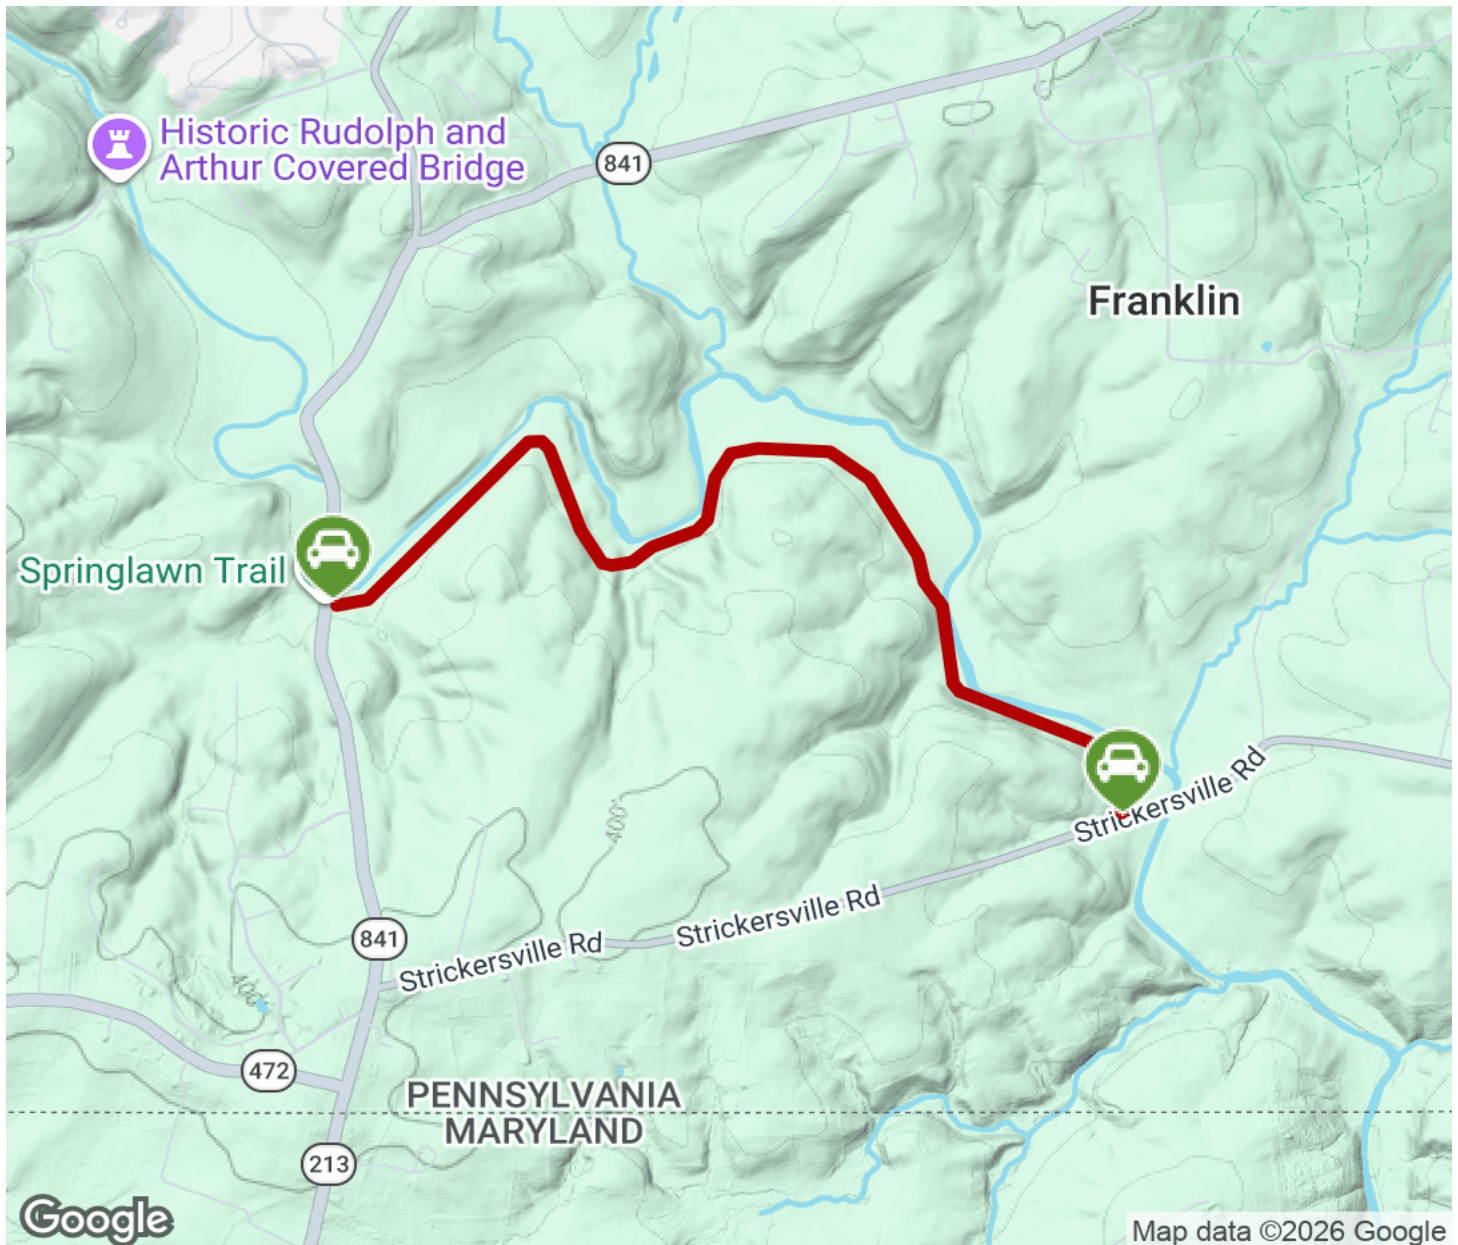 Historic Rudolph and
Arthur Covered Bridge
841
Franklin
Springlawn Trail
Strickersville Rd
400'
Strickersville Rd
841
Strickersville Rd
400'
472
PENNSYLVANIA
MARYLAND
213
Google
Map data ©2026 Google